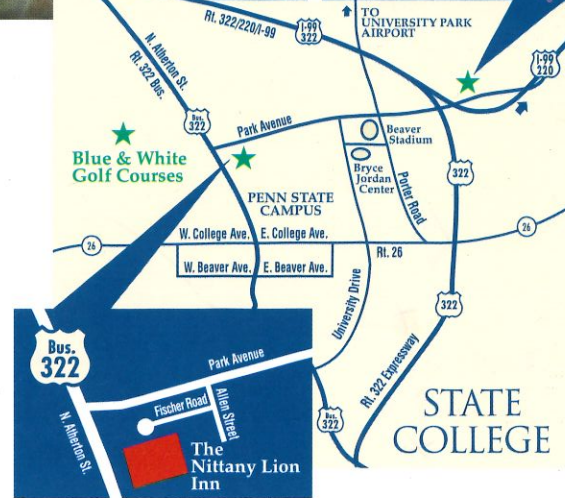 TO
UNIVERSITY PARK
AIRPORT
Rt. 322/220/I-99
I-99
322
I-99
220
N. Atherton St.
Rt. 322 Bus.
Bus.
322
Park Avenue
Beaver
Stadium
Blue & White
Golf Courses
Bryce
Jordan
Center
Porter Road
322
PENN STATE
CAMPUS
26
W. College Ave.
E. College Ave.
Rt. 26
26
W. Beaver Ave.
E. Beaver Ave.
University Drive
322
Rt. 322 Expressway
Bus.
322
STATE
COLLEGE
Bus.
322
Park Avenue
Fischer Road
Allen Street
N. Atherton St.
The
Nittany Lion
Inn